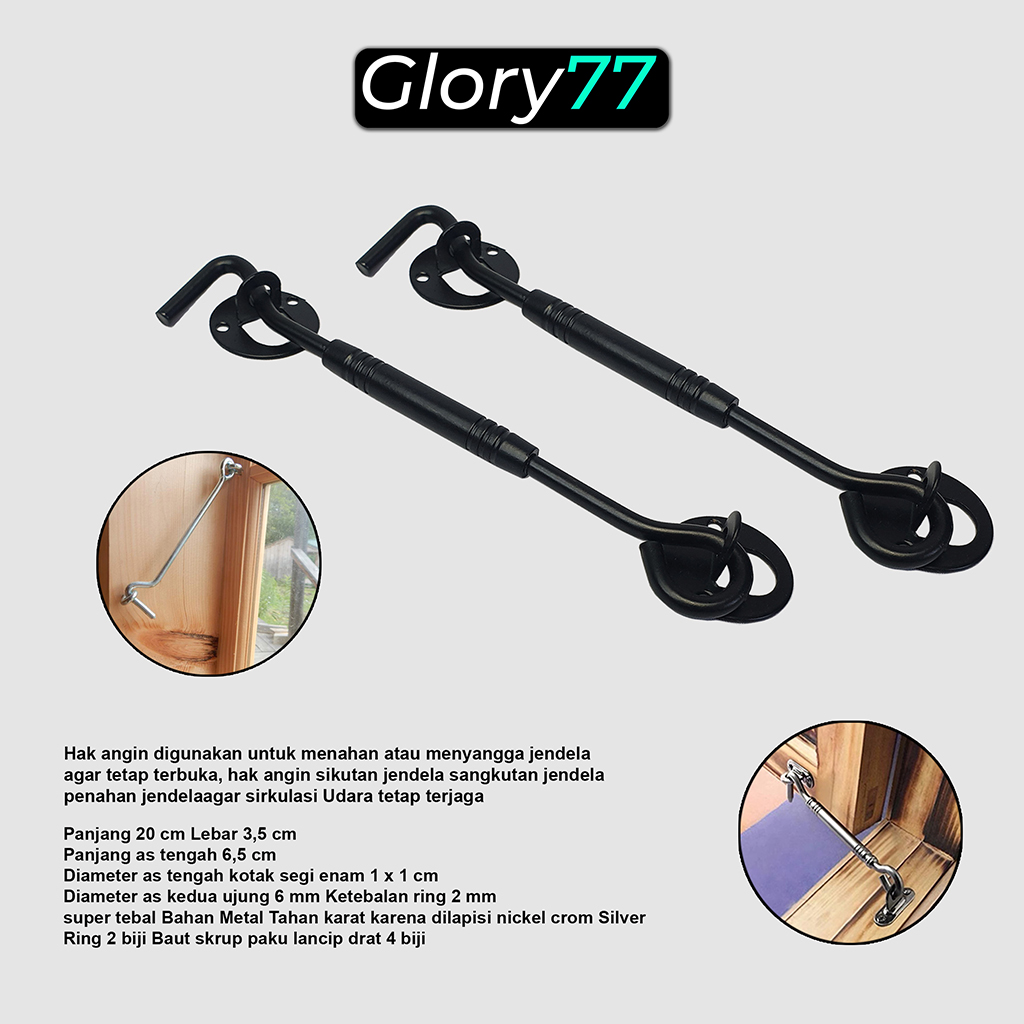 Glory77
Hak angin digunakan untuk menahan atau menyangga jendela
agar tetap terbuka, hak angin sikutan jendela sangkutan jendela
penahan jendelaagar sirkulasi Udara tetap terjaga
Panjang 20 cm Lebar 3,5 cm
Panjang as tengah 6,5 cm
Diameter as tengah kotak segi enam 1 x 1 cm
Diameter as kedua ujung 6 mm Ketebalan ring 2 mm
super tebal Bahan Metal Tahan karat karena dilapisi nickel crom Silver
Ring 2 biji Baut skrup paku lancip drat 4 biji